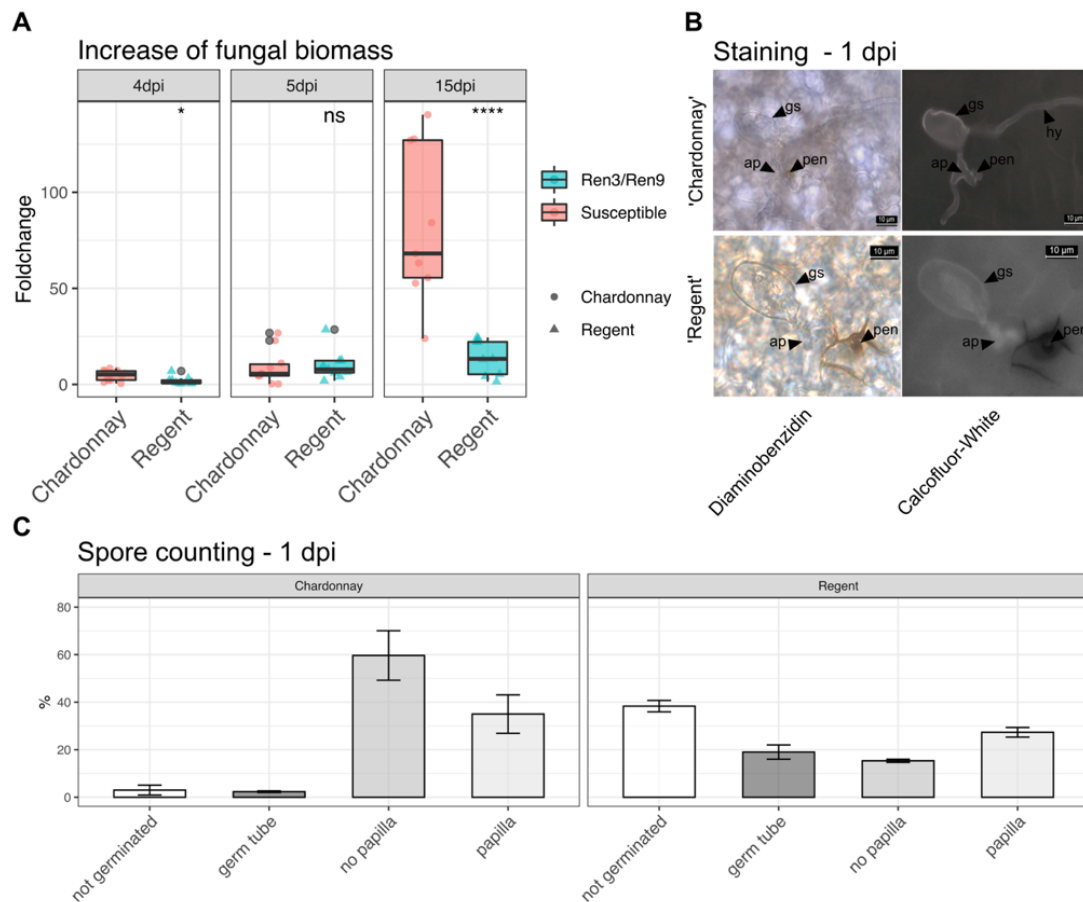 A
Increase of fungal biomass
4dpi 5dpi 15dpi
* ns ****
100
50
0
Foldchange
Chardonnay Regent Chardonnay Regent Chardonnay Regent
Ren3/Ren9
Susceptible
Chardonnay
Regent
B
Staining - 1 dpi
'Chardonnay'
gs ap pen 10 µm
gs hy ap pen 10 µm
'Regent'
10 µm gs ap pen
10 µm gs ap pen
Diaminobenzidin Calcofluor-White
C
Spore counting - 1 dpi
Chardonnay Regent
80
60
40
20
0
%
not germinated germ tube no papilla papilla not germinated germ tube no papilla papilla